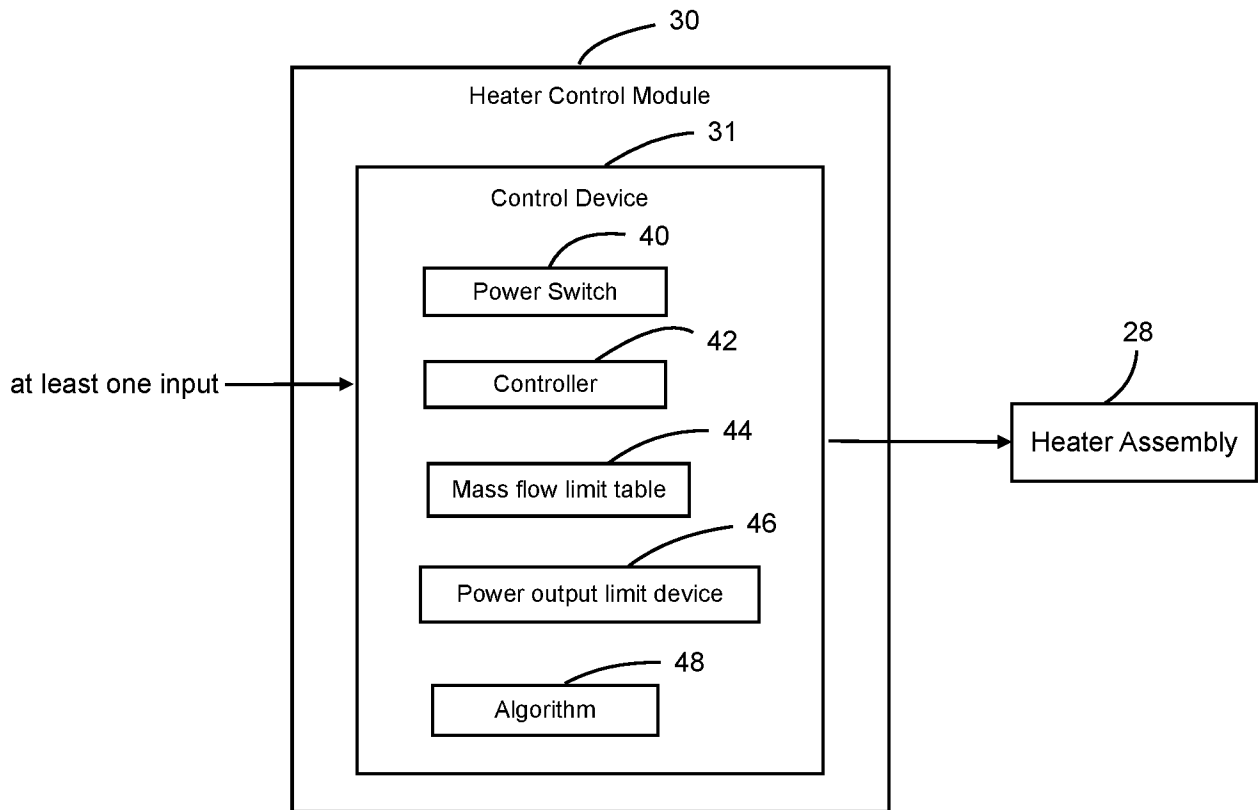 30
Heater Control Module
31
Control Device
40
Power Switch
42
Controller
at least one input
28
Heater Assembly
44
Mass flow limit table
46
Power output limit device
48
Algorithm